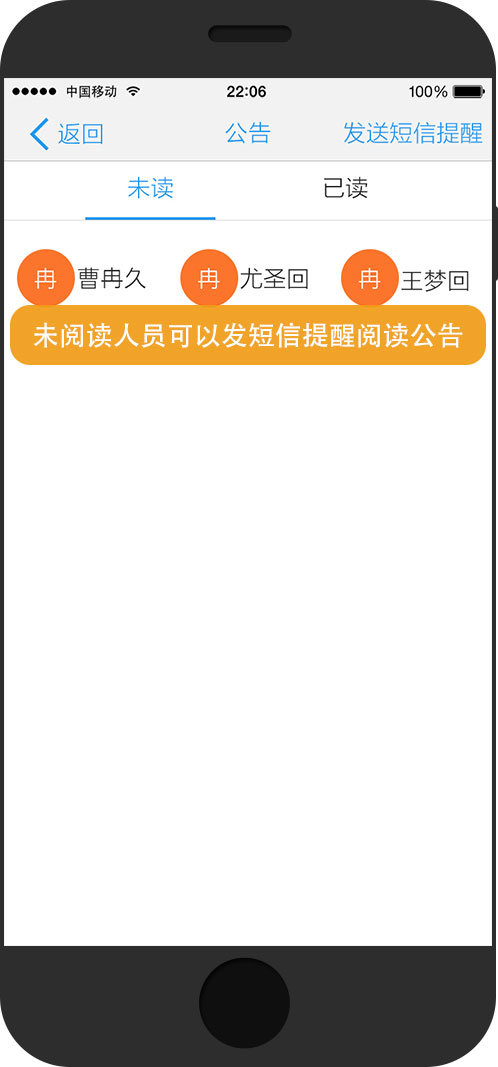 中国移动 22:06 100%
返回 公告 发送短信提醒
未读 已读
冉 曹冉久 冉 尤圣回 冉 王梦回
未阅读人员可以发短信提醒阅读公告